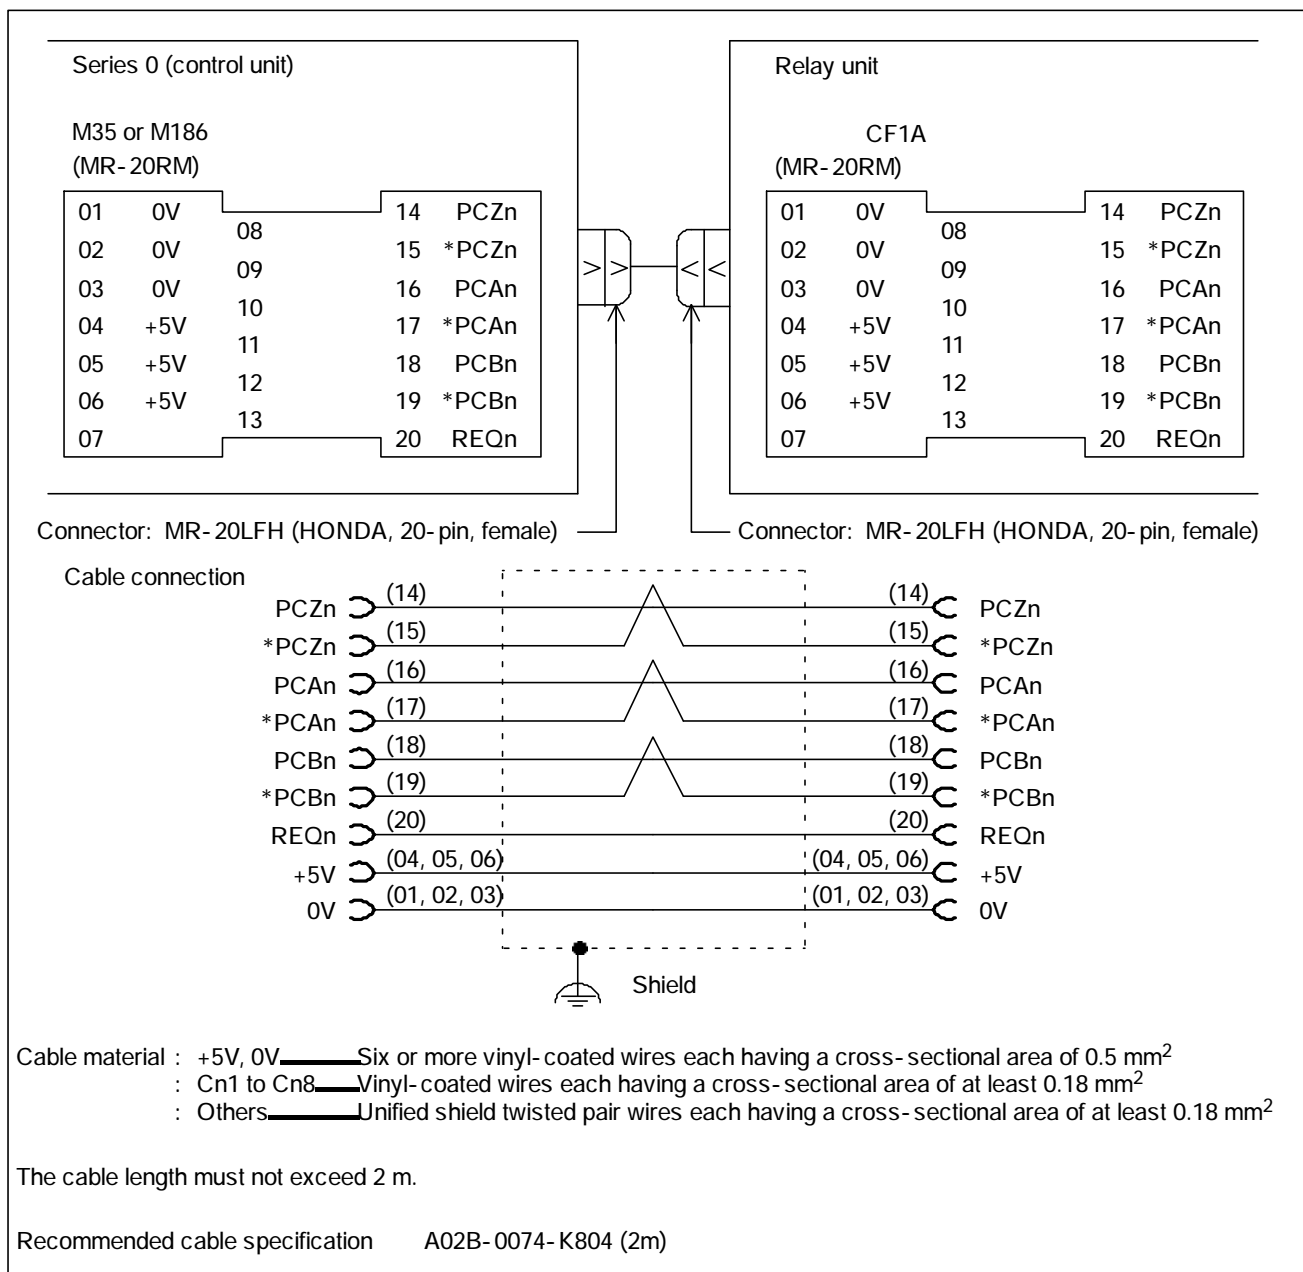 Series 0 (control unit)
Relay unit
M35 or M186
(MR-20RM)
CF1A
(MR-20RM)
01 0V 14 PCZn
08
02 0V 15 *PCZn
09
03 0V 16 PCAn
10
04 +5V 17 *PCAn
11
05 +5V 18 PCBn
12
06 +5V 19 *PCBn
13
07 20 REQn
01 0V 14 PCZn
08
02 0V 15 *PCZn
09
03 0V 16 PCAn
10
04 +5V 17 *PCAn
11
05 +5V 18 PCBn
12
06 +5V 19 *PCBn
13
07 20 REQn
Connector: MR-20LFH (HONDA, 20-pin, female)
Connector: MR-20LFH (HONDA, 20-pin, female)
Cable connection
PCZn (14) (14) PCZn
*PCZn (15) (15) *PCZn
PCAn (16) (16) PCAn
*PCAn (17) (17) *PCAn
PCBn (18) (18) PCBn
*PCBn (19) (19) *PCBn
REQn (20) (20) REQn
+5V (04, 05, 06) (04, 05, 06) +5V
0V (01, 02, 03) (01, 02, 03) 0V
Shield
Cable material : +5V, 0V Six or more vinyl-coated wires each having a cross-sectional area of 0.5 mm2
: Cn1 to Cn8 Vinyl-coated wires each having a cross-sectional area of at least 0.18 mm2
: Others Unified shield twisted pair wires each having a cross-sectional area of at least 0.18 mm2
The cable length must not exceed 2 m.
Recommended cable specification A02B-0074-K804 (2m)